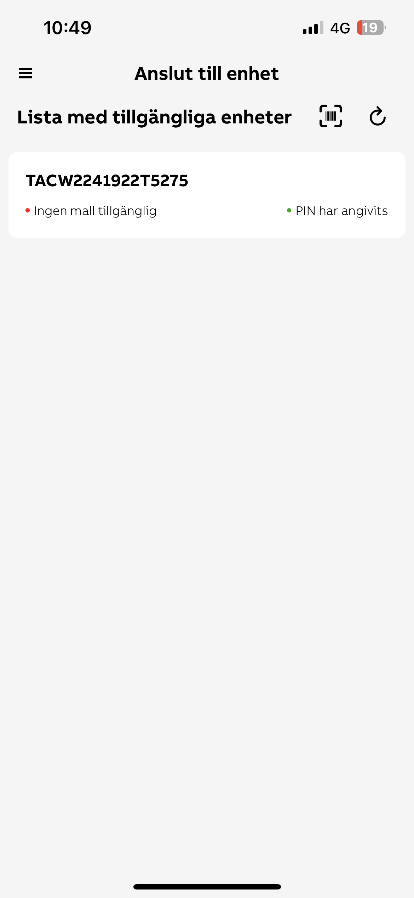 10:49 4G 19
Anslut till enhet
Lista med tillgängliga enheter
TACW2241922T5275
Ingen mall tillgänglig PIN har angivits